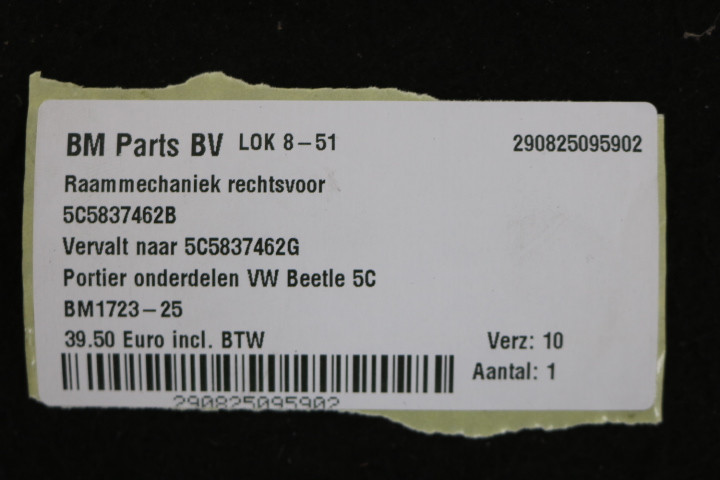 BM Parts BV LOK 8-51 290825095902
Raammechaniek rechtsvoor
5C5837462B
Vervalt naar 5C5837462G
Portier onderdelen VW Beetle 5C
BM1723-25
39.50 Euro incl. BTW Verz: 10
Aantal: 1
290825095902